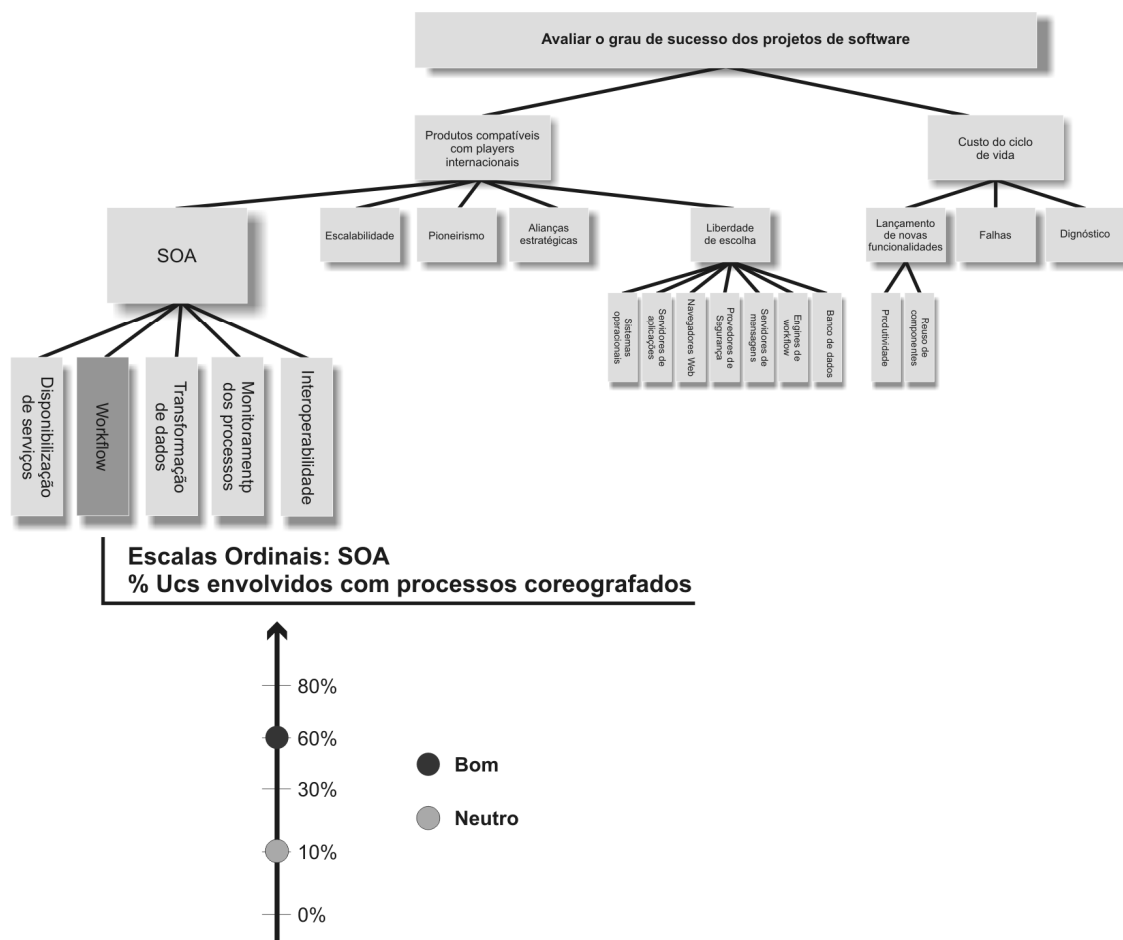 Avaliar o grau de sucesso dos projetos de software
Produtos compatíveis
com players
internacionais
Custo do ciclo
de vida
SOA
Escalabilidade
Pioneirismo
Alianças
estratégicas
Liberdade
de escolha
Lançamento
de novas
funcionalidades
Falhas
Dignóstico
Sistemas
operacionais
Servidores de
aplicações
Navegadores Web
Provedores de
Sagurança
Servidores de
mensagens
Engines de
workflow
Banco de dados
Produtividade
Reuso de
componentes
Disponibilização
de serviços
Workflow
Transformação
de dados
Monitoramentp
dos processos
Interoperabilidade
Escalas Ordinais: SOA
% Ucs envolvidos com processos coreografados
80%
60%
30%
10%
0%
Bom
Neutro